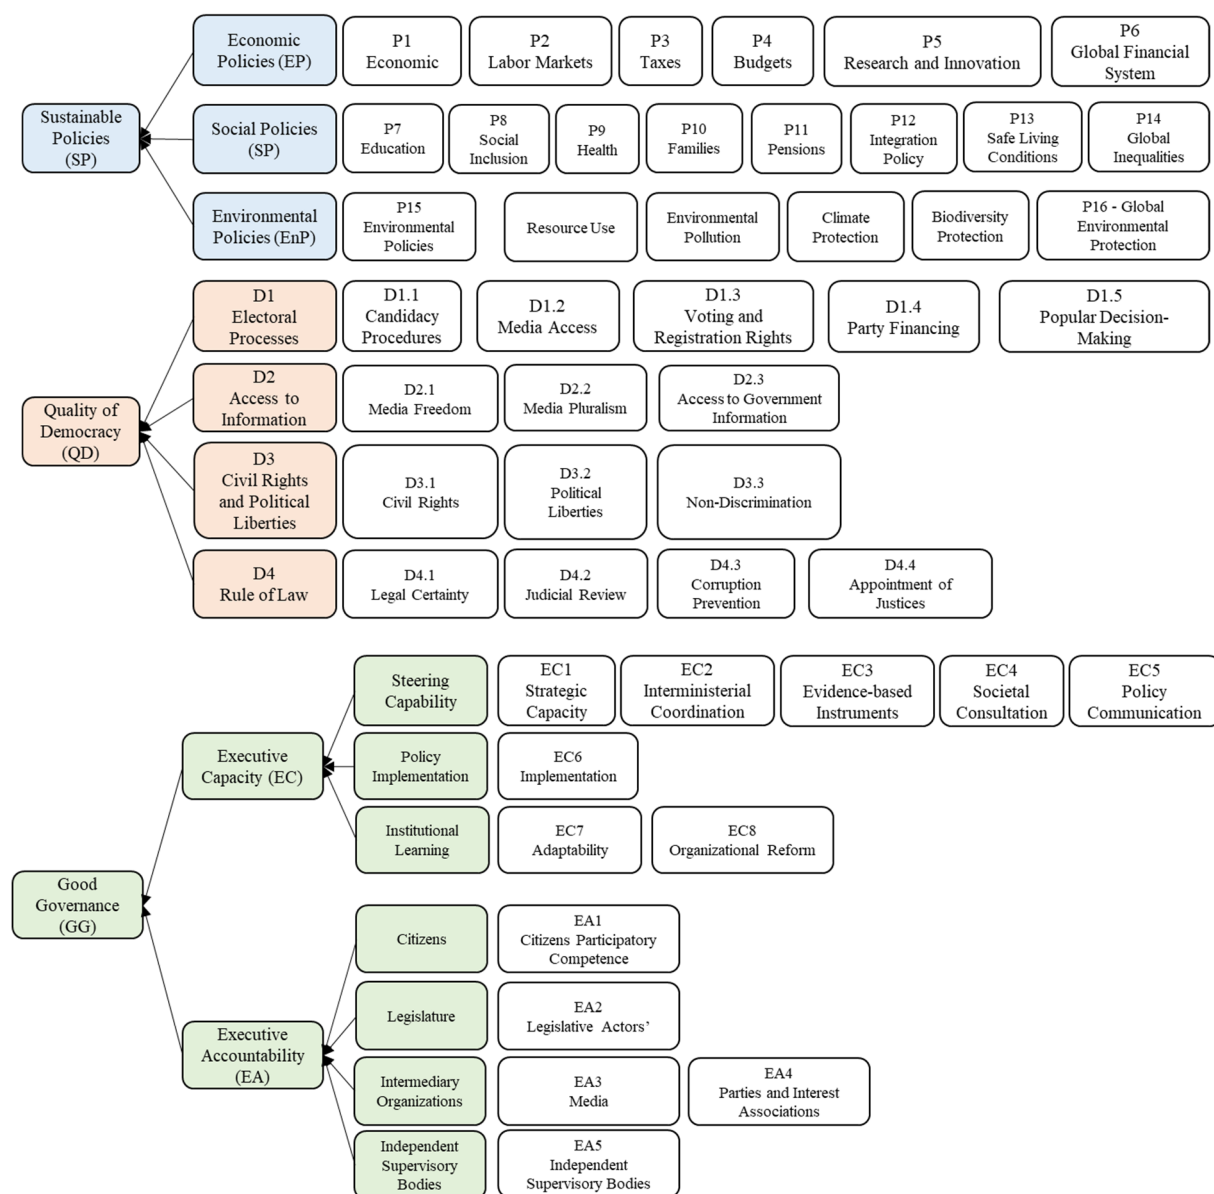 Sustainable
Policies
(SP)
Economic
Policies (EP)
P1
Economic
P2
Labor Markets
P3
Taxes
P4
Budgets
P5
Research and Innovation
P6
Global Financial
System
Social Policies
(SP)
P7
Education
P8
Social
Inclusion
P9
Health
P10
Families
P11
Pensions
P12
Integration
Policy
P13
Safe Living
Conditions
P14
Global
Inequalities
Environmental
Policies (EnP)
P15
Environmental
Policies
Resource Use
Environmental
Pollution
Climate
Protection
Biodiversity
Protection
P16 - Global
Environmental
Protection
Quality of
Democracy
(QD)
D1
Electoral
Processes
D1.1
Candidacy
Procedures
D1.2
Media Access
D1.3
Voting and
Registration Rights
D1.4
Party Financing
D1.5
Popular Decision-
Making
D2
Access to
Information
D2.1
Media Freedom
D2.2
Media Pluralism
D2.3
Access to Government
Information
D3
Civil Rights
and Political
Liberties
D3.1
Civil Rights
D3.2
Political
Liberties
D3.3
Non-Discrimination
D4
Rule of Law
D4.1
Legal Certainty
D4.2
Judicial Review
D4.3
Corruption
Prevention
D4.4
Appointment of
Justices
Good
Governance
(GG)
Executive
Capacity (EC)
Steering
Capability
EC1
Strategic
Capacity
EC2
Interministerial
Coordination
EC3
Evidence-based
Instruments
EC4
Societal
Consultation
EC5
Policy
Communication
Policy
Implementation
EC6
Implementation
Institutional
Learning
EC7
Adaptability
EC8
Organizational Reform
Executive
Accountability
(EA)
Citizens
EA1
Citizens Participatory
Competence
Legislature
EA2
Legislative Actors’
Intermediary
Organizations
EA3
Media
EA4
Parties and Interest
Associations
Independent
Supervisory
Bodies
EA5
Independent
Supervisory Bodies